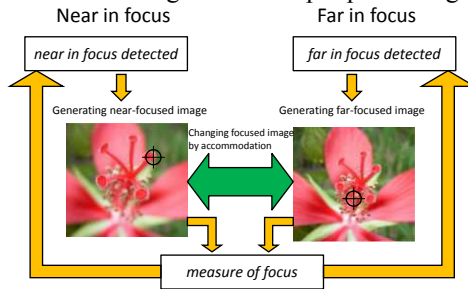 Near in focus
Far in focus
near in focus detected
far in focus detected
Generating near-focused image
Generating far-focused image
Changing focused image
by accommodation
measure of focus